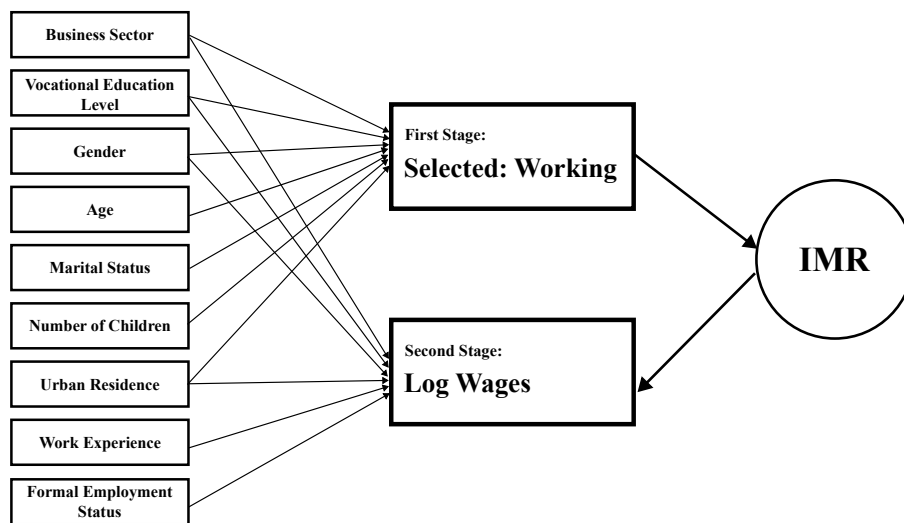 Business Sector
Vocational Education
Level
Gender
Age
Marital Status
Number of Children
Urban Residence
Work Experience
Formal Employment
Status
First Stage:
Selected: Working
Second Stage:
Log Wages
IMR